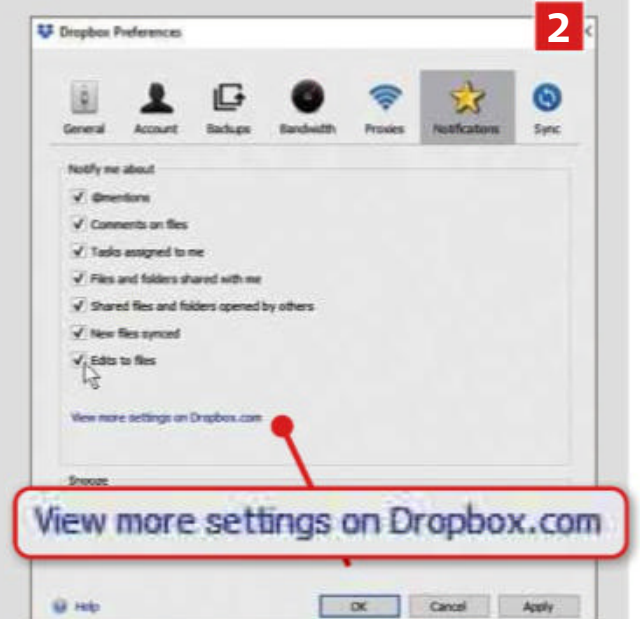 Dropbox Preferences
2
General Account Backups Bandwidth Proxies Notifications Sync
Notify me about
@mentions
Comments on files
Tasks assigned to me
Files and folders shared with me
Shared files and folders opened by others
New files synced
Edits to files
View more settings on Dropbox.com
Snooze
View more settings on Dropbox.com
Help OK Cancel Apply